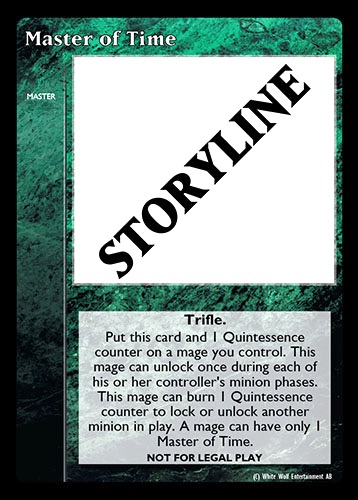 Master of Time
MASTER
STORYLINE
Trifle.
Put this card and 1 Quintessence
counter on a mage you control. This
mage can unlock once during each of
his or her controller's minion phases.
This mage can burn 1 Quintessence
counter to lock or unlock another
minion in play. A mage can have only 1
Master of Time.
NOT FOR LEGAL PLAY
(C) White Wolf Entertainment AB